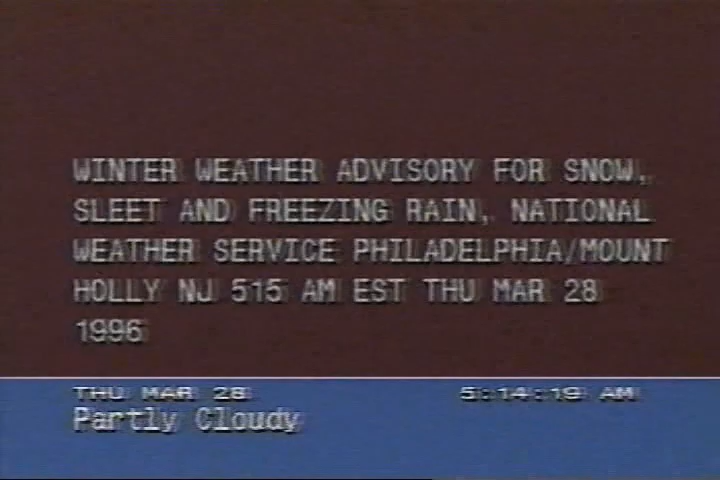 WINTER WEATHER ADVISORY FOR SNOW,
SLEET AND FREEZING RAIN, NATIONAL
WEATHER SERVICE PHILADELPHIA/MOUNT
HOLLY NJ 515 AM EST THU MAR 28
1996
THU MAR 28 5:14:19 AM
Partly Cloudy